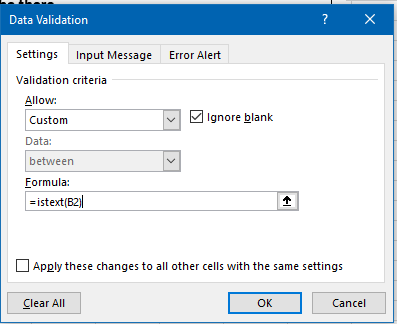 Data Validation ? ×
Settings Input Message Error Alert
Validation criteria
Allow:
Custom Ignore blank
Data:
between
Formula:
=istext(B2)
Apply these changes to all other cells with the same settings
Clear All OK Cancel